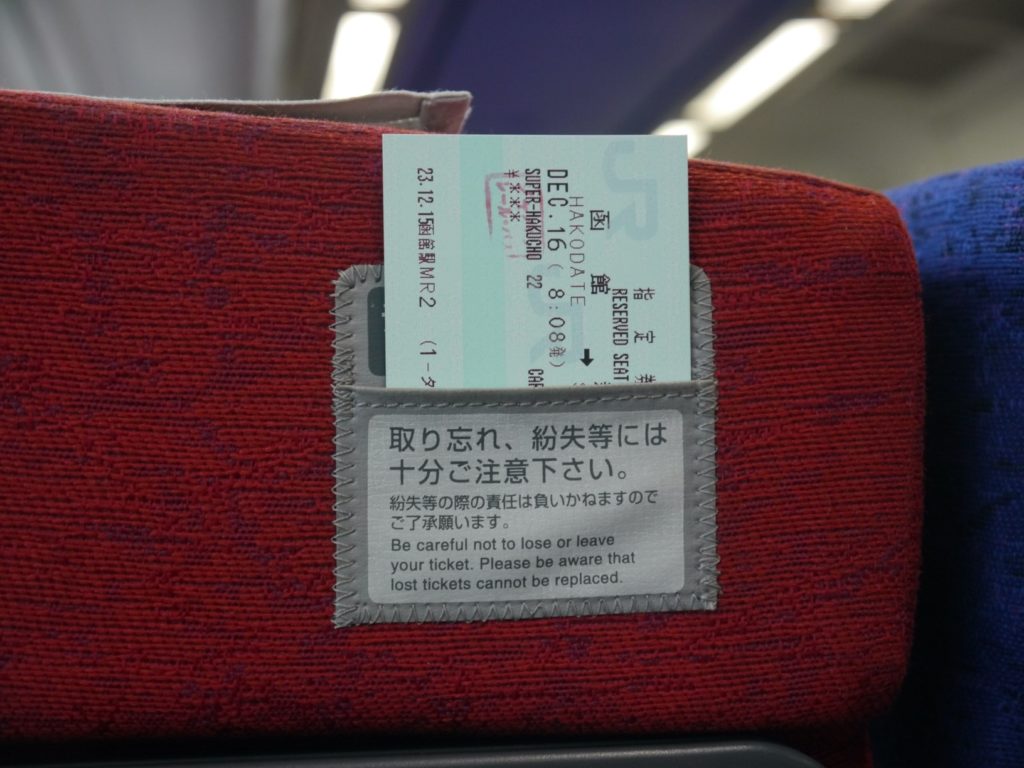 指定券
RESERVED SEAT
函館 →
HAKODATE
DEC.16 ( 8:08発)
SUPER-HAKUCHO 22 CAR
半***
23.12.15函館駅MR2 (1-タ
取り忘れ、紛失等には
十分ご注意下さい。
紛失等の際の責任は負いかねますので
ご了承願います。
Be careful not to lose or leave
your ticket. Please be aware that
lost tickets cannot be replaced.